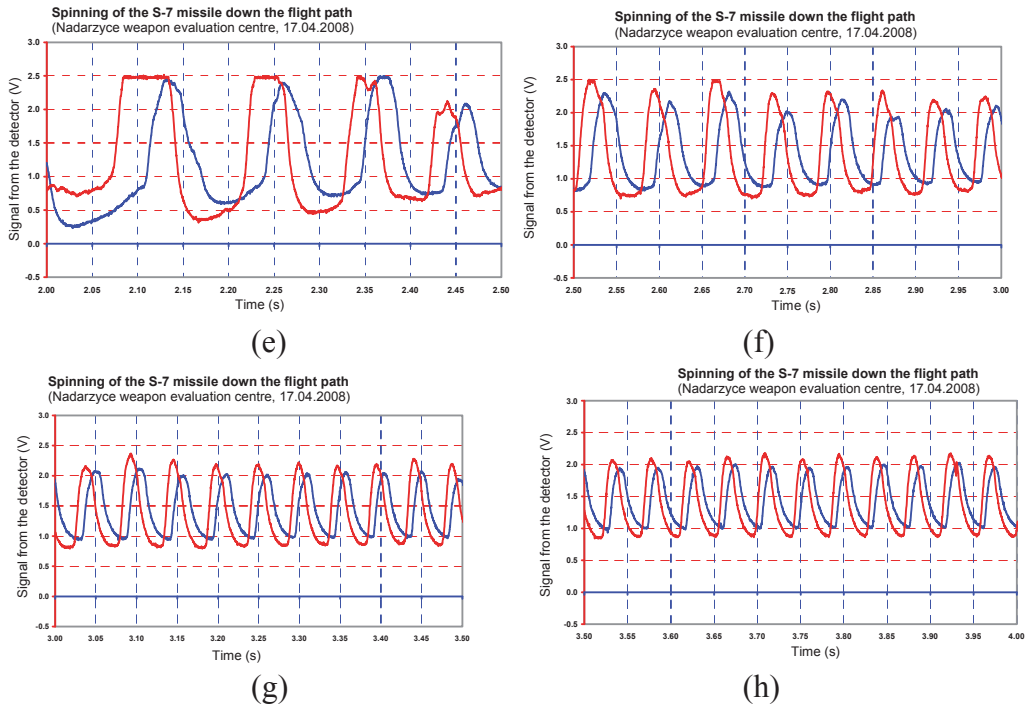 Spinning of the S-7 missile down the flight path
(Nadarzyce weapon evaluation centre, 17.04.2008)
Signal from the detector (V)
3.0
2.5
2.0
1.5
1.0
0.5
0.0
-0.5
2.00 2.05 2.10 2.15 2.20 2.25 2.30 2.35 2.40 2.45 2.50
Time (s)
(e)
Spinning of the S-7 missile down the flight path
(Nadarzyce weapon evaluation centre, 17.04.2008)
Signal from the detector (V)
3.0
2.5
2.0
1.5
1.0
0.5
0.0
-0.5
2.50 2.55 2.60 2.65 2.70 2.75 2.80 2.85 2.90 2.95 3.00
Time (s)
(f)
Spinning of the S-7 missile down the flight path
(Nadarzyce weapon evaluation centre, 17.04.2008)
Signal from the detector (V)
3.0
2.5
2.0
1.5
1.0
0.5
0.0
-0.5
3.00 3.05 3.10 3.15 3.20 3.25 3.30 3.35 3.40 3.45 3.50
Time (s)
(g)
Spinning of the S-7 missile down the flight path
(Nadarzyce weapon evaluation centre, 17.04.2008)
Signal from the detector (V)
3.0
2.5
2.0
1.5
1.0
0.5
0.0
-0.5
3.50 3.55 3.60 3.65 3.70 3.75 3.80 3.85 3.90 3.95 4.00
Time (s)
(h)